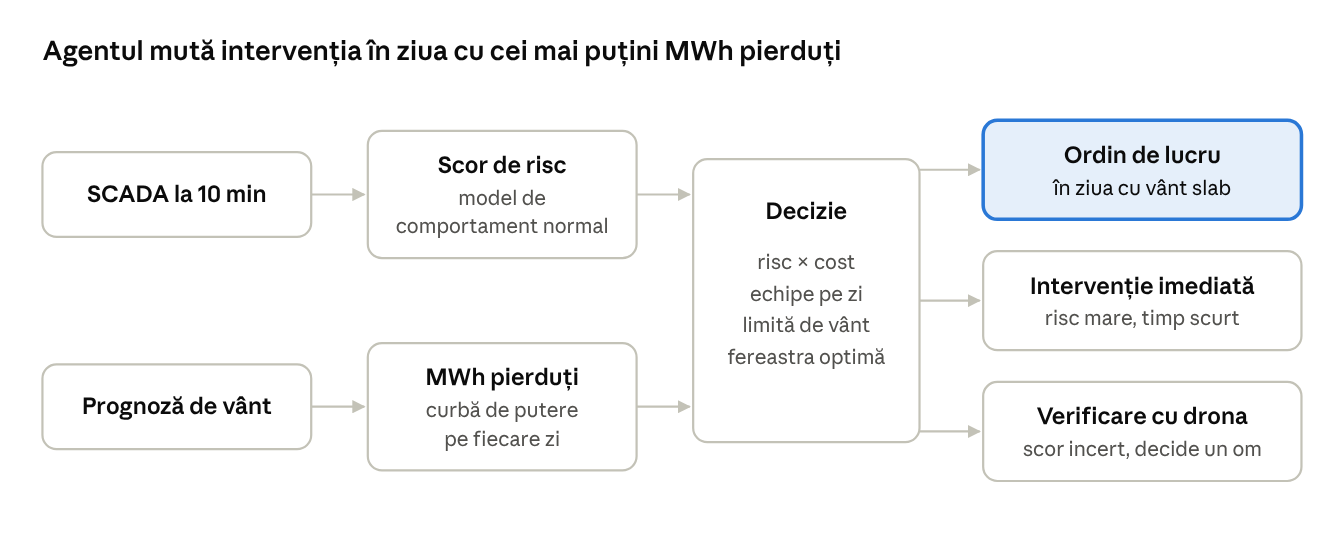 Agentul mută intervenția în ziua cu cei mai puțini MWh pierduți
SCADA la 10 min
Scor de risc
model de
comportament normal
Prognoză de vânt
MWh pierduți
curbă de putere
pe fiecare zi
Decizie
risc × cost
echipe pe zi
limită de vânt
fereastra optimă
Ordin de lucru
în ziua cu vânt slab
Intervenție imediată
risc mare, timp scurt
Verificare cu drona
scor incert, decide un om